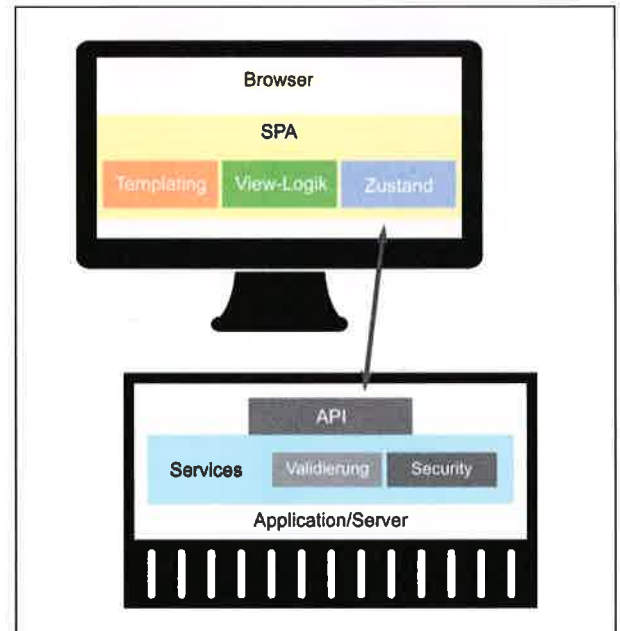 Browser
SPA
Templating View-Logik Zustand
API
Services Validierung Security
Application/Server